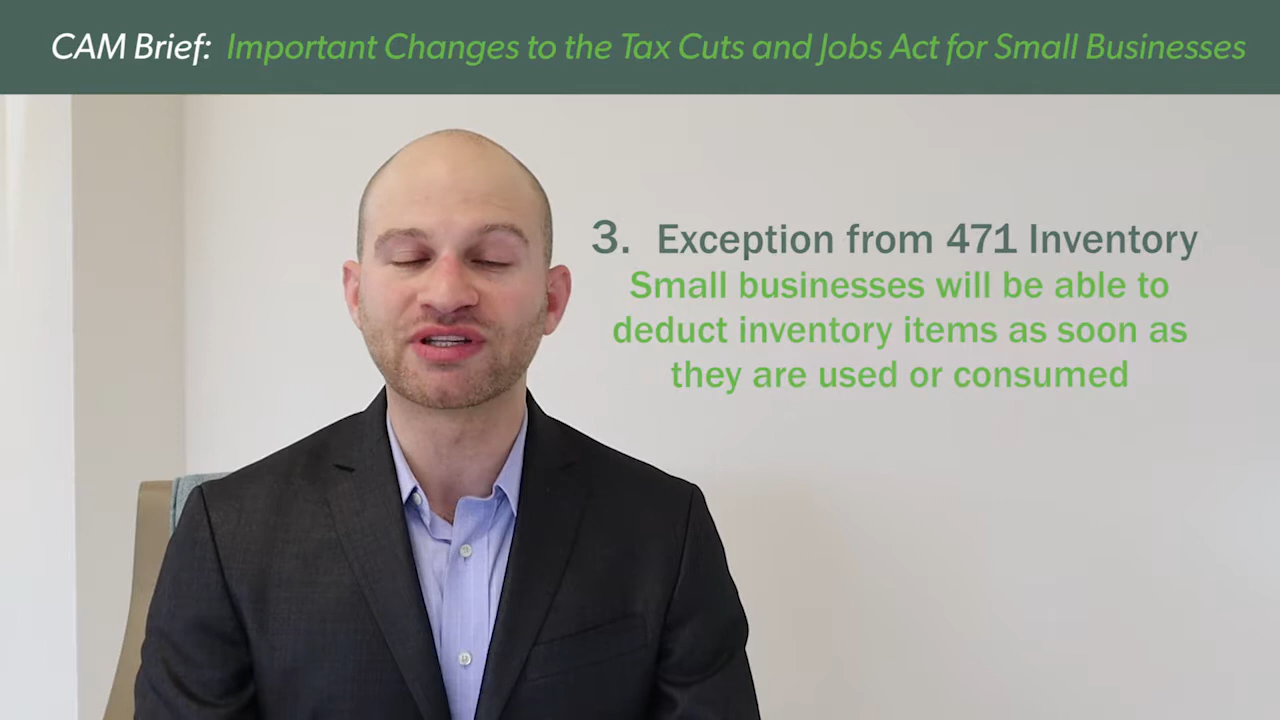 CAM Brief: Important Changes to the Tax Cuts and Jobs Act for Small Businesses
3. Exception from 471 Inventory
Small businesses will be able to
deduct inventory items as soon as
they are used or consumed